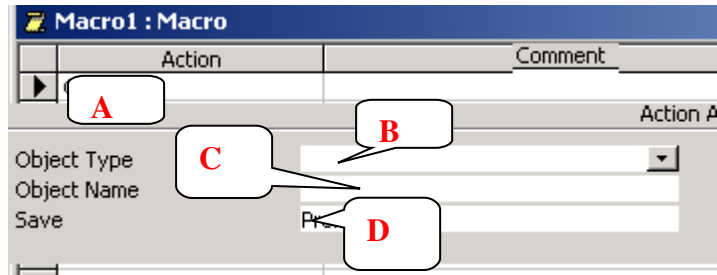 Macro1 : Macro
Action Comment
A
Action A
B
Object Type
C
Object Name
Save
D